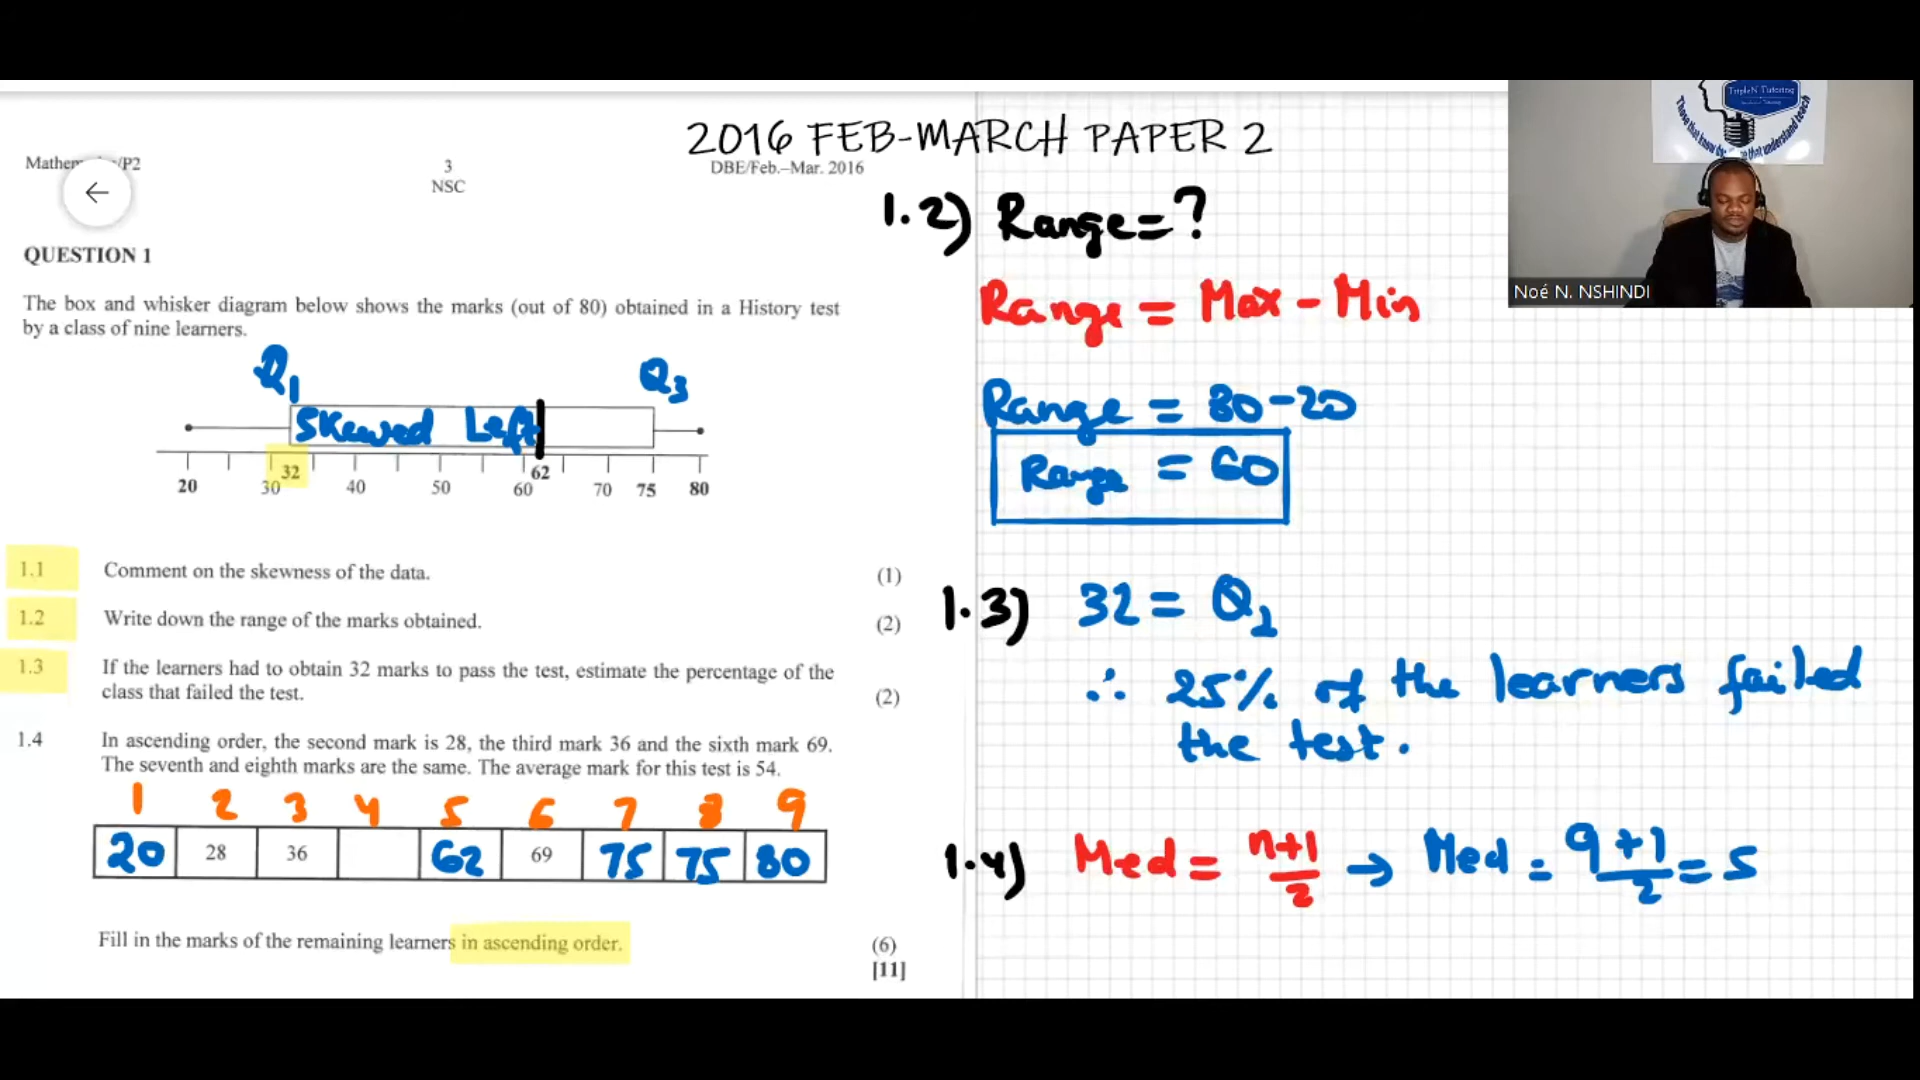 2016 FEB-MARCH PAPER 2
3
NSC
DBE/Feb.–Mar. 2016
QUESTION 1
The box and whisker diagram below shows the marks (out of 80) obtained in a History test
by a class of nine learners.
Q1 Q3
Skewed Left
32 62
20 30 40 50 60 70 75 80
1.1 Comment on the skewness of the data. (1)
1.2 Write down the range of the marks obtained. (2)
1.3 If the learners had to obtain 32 marks to pass the test, estimate the percentage of the
class that failed the test. (2)
1.4 In ascending order, the second mark is 28, the third mark 36 and the sixth mark 69.
The seventh and eighth marks are the same. The average mark for this test is 54.
1 2 3 4 5 6 7 8 9
20 28 36 62 69 75 75 80
Fill in the marks of the remaining learners in ascending order. (6)
[11]
1.2) Range = ?
Range = Max - Min
Range = 80-20
Range = 60
1.3) 32 = Q1
∴ 25% of the learners failed
the test.
1.4) Med = n+1/2 → Med = 9+1/2 = 5
TripleN Tutoring
Noé N. NSHINDI